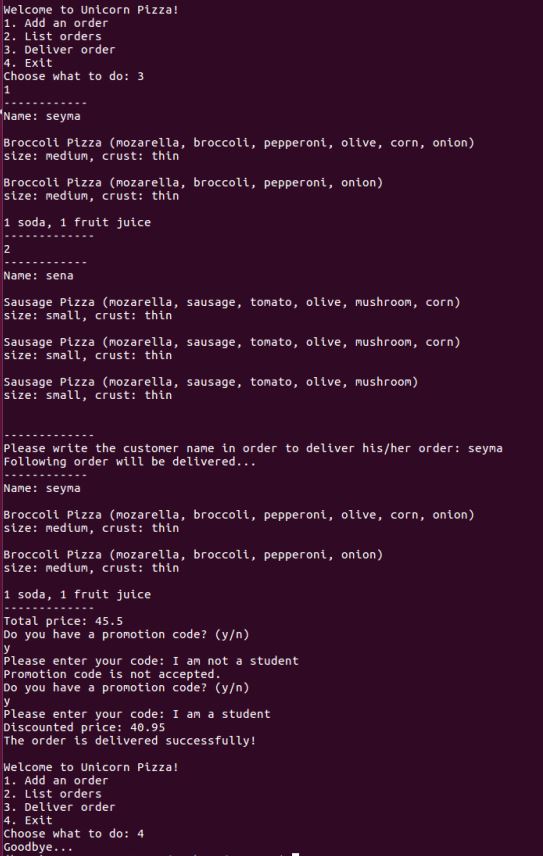 Welcome to Unicorn Pizza!
1. Add an order
2. List orders
3. Deliver order
4. Exit
Choose what to do: 3
1
------------
Name: seyma
Broccoli Pizza (mozarella, broccoli, pepperoni, olive, corn, onion)
size: medium, crust: thin
Broccoli Pizza (mozarella, broccoli, pepperoni, onion)
size: medium, crust: thin
1 soda, 1 fruit juice
-------------
2
------------
Name: sena
Sausage Pizza (mozarella, sausage, tomato, olive, mushroom, corn)
size: small, crust: thin
Sausage Pizza (mozarella, sausage, tomato, olive, mushroom, corn)
size: small, crust: thin
Sausage Pizza (mozarella, sausage, tomato, olive, mushroom)
size: small, crust: thin
-------------
Please write the customer name in order to deliver his/her order: seyma
Following order will be delivered...
------------
Name: seyma
Broccoli Pizza (mozarella, broccoli, pepperoni, olive, corn, onion)
size: medium, crust: thin
Broccoli Pizza (mozarella, broccoli, pepperoni, onion)
size: medium, crust: thin
1 soda, 1 fruit juice
-------------
Total price: 45.5
Do you have a promotion code? (y/n)
y
Please enter your code: I am not a student
Promotion code is not accepted.
Do you have a promotion code? (y/n)
y
Please enter your code: I am a student
Discounted price: 40.95
The order is delivered successfully!
Welcome to Unicorn Pizza!
1. Add an order
2. List orders
3. Deliver order
4. Exit
Choose what to do: 4
Goodbye...